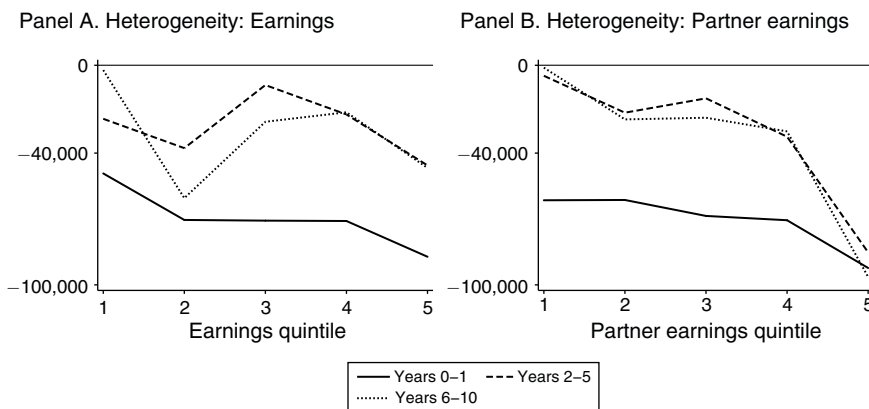 Panel A. Heterogeneity: Earnings
0
−40,000
−100,000
1 2 3 4 5
Earnings quintile
Panel B. Heterogeneity: Partner earnings
0
−40,000
−100,000
1 2 3 4 5
Partner earnings quintile
Years 0−1 Years 2−5
Years 6−10